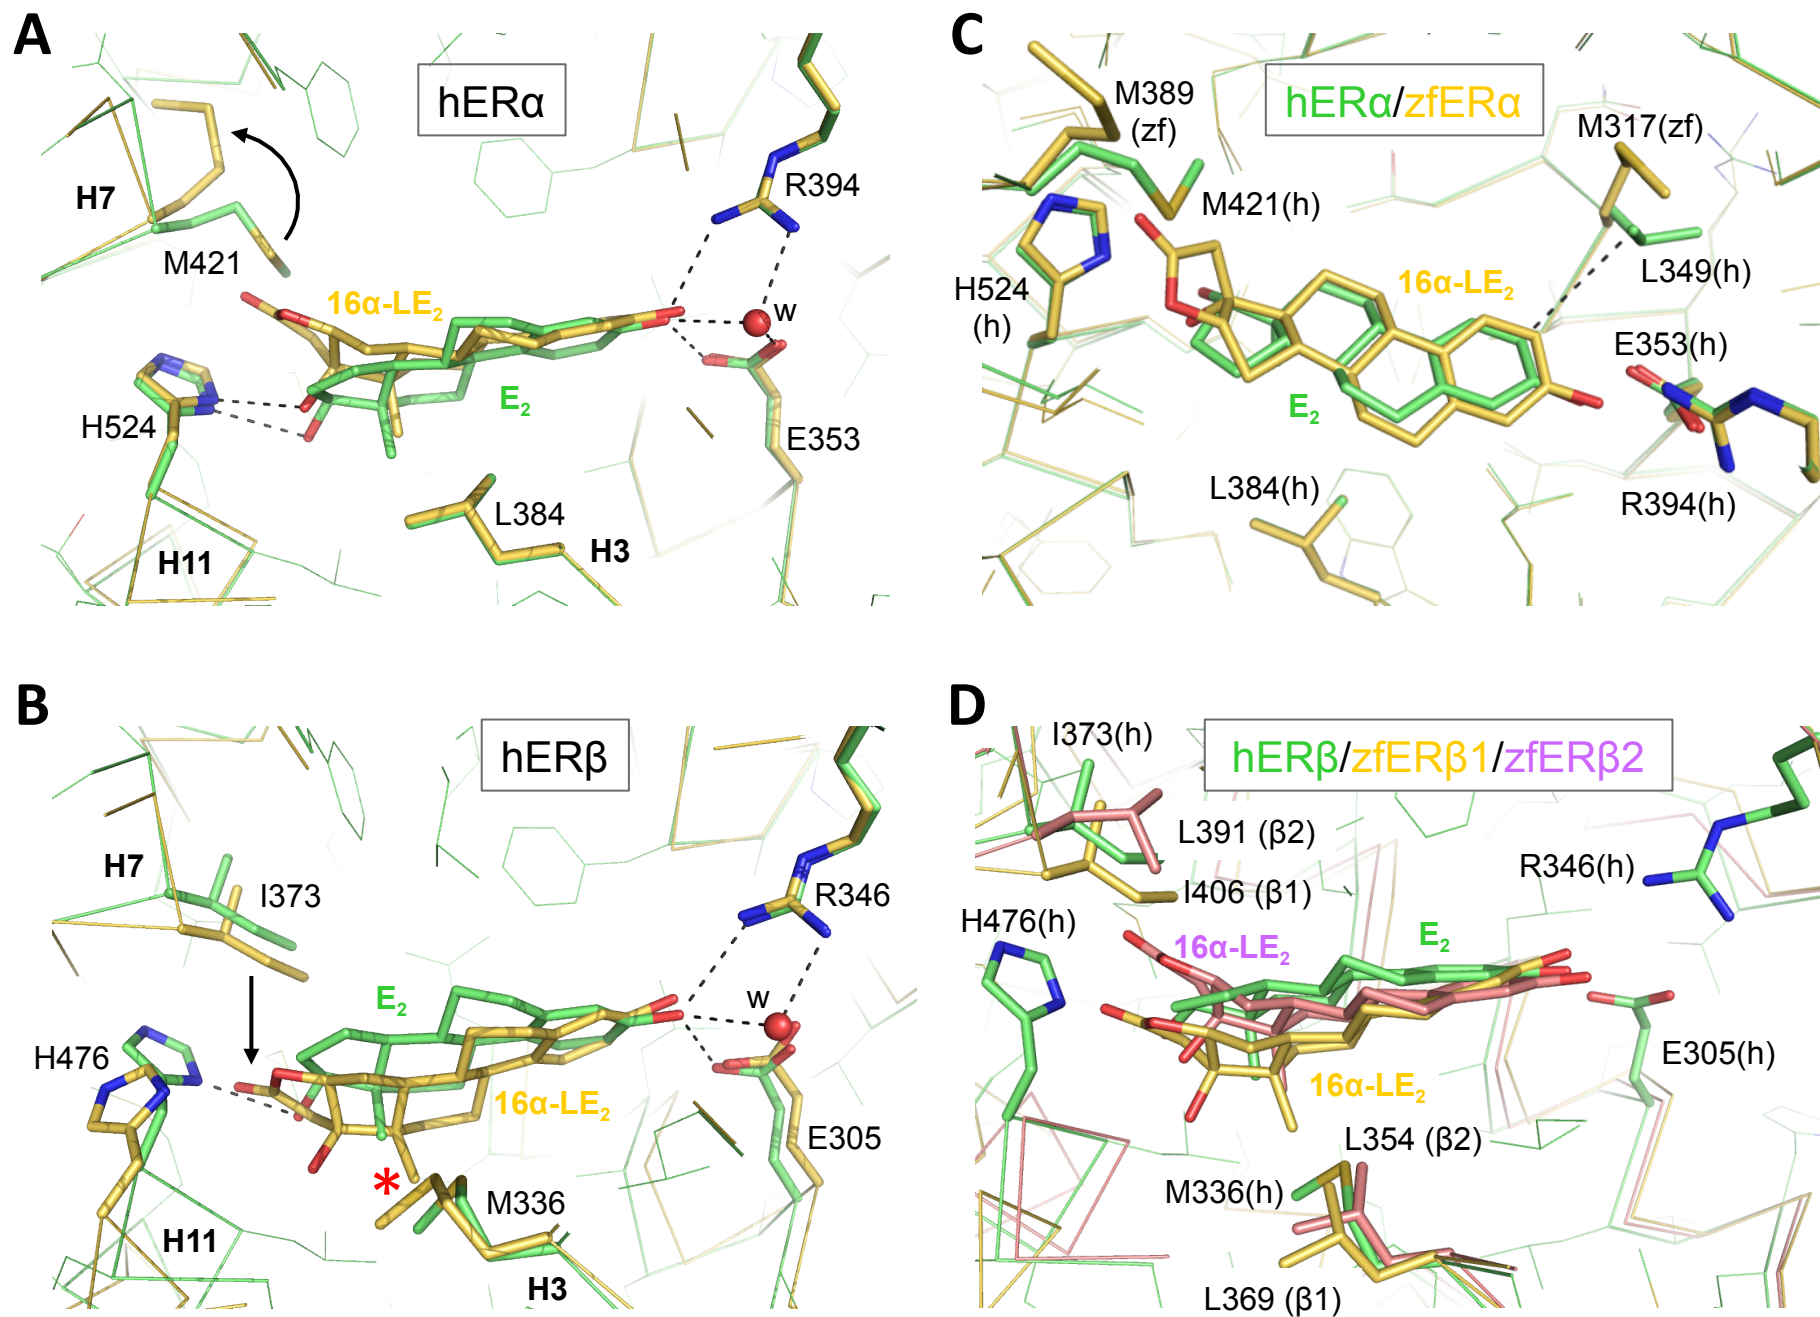 A
hERα
H7
M421
R394
16α-LE₂
w
E₂
H524
E353
L384
H3
H11
C
hERα/zfERα
M389
(zf)
M317(zf)
M421(h)
H524
(h)
16α-LE₂
L349(h)
E353(h)
E₂
L384(h)
R394(h)
B
hERβ
H7
I373
R346
E₂
w
H476
16α-LE₂
E305
*
M336
H11
H3
D
I373(h)
hERβ/zfERβ1/zfERβ2
L391 (β2)
R346(h)
I406 (β1)
H476(h)
16α-LE₂
E₂
E305(h)
16α-LE₂
L354 (β2)
M336(h)
L369 (β1)